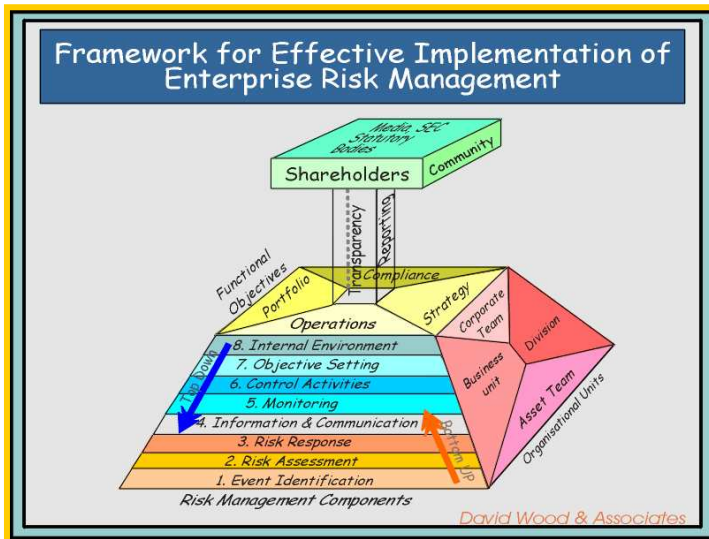 Framework for Effective Implementation of
Enterprise Risk Management
Media, SEC
Statutory
Bodies
Shareholders
Community
Transparency
Reporting
Functional
Objectives
Portfolio
Compliance
Operations
Strategy
Corporate
Team
Division
Business
unit
Asset Team
Organisational Units
8. Internal Environment
7. Objective Setting
6. Control Activities
5. Monitoring
4. Information & Communication
3. Risk Response
2. Risk Assessment
1. Event Identification
Top Down
Bottom UP
Risk Management Components
David Wood & Associates